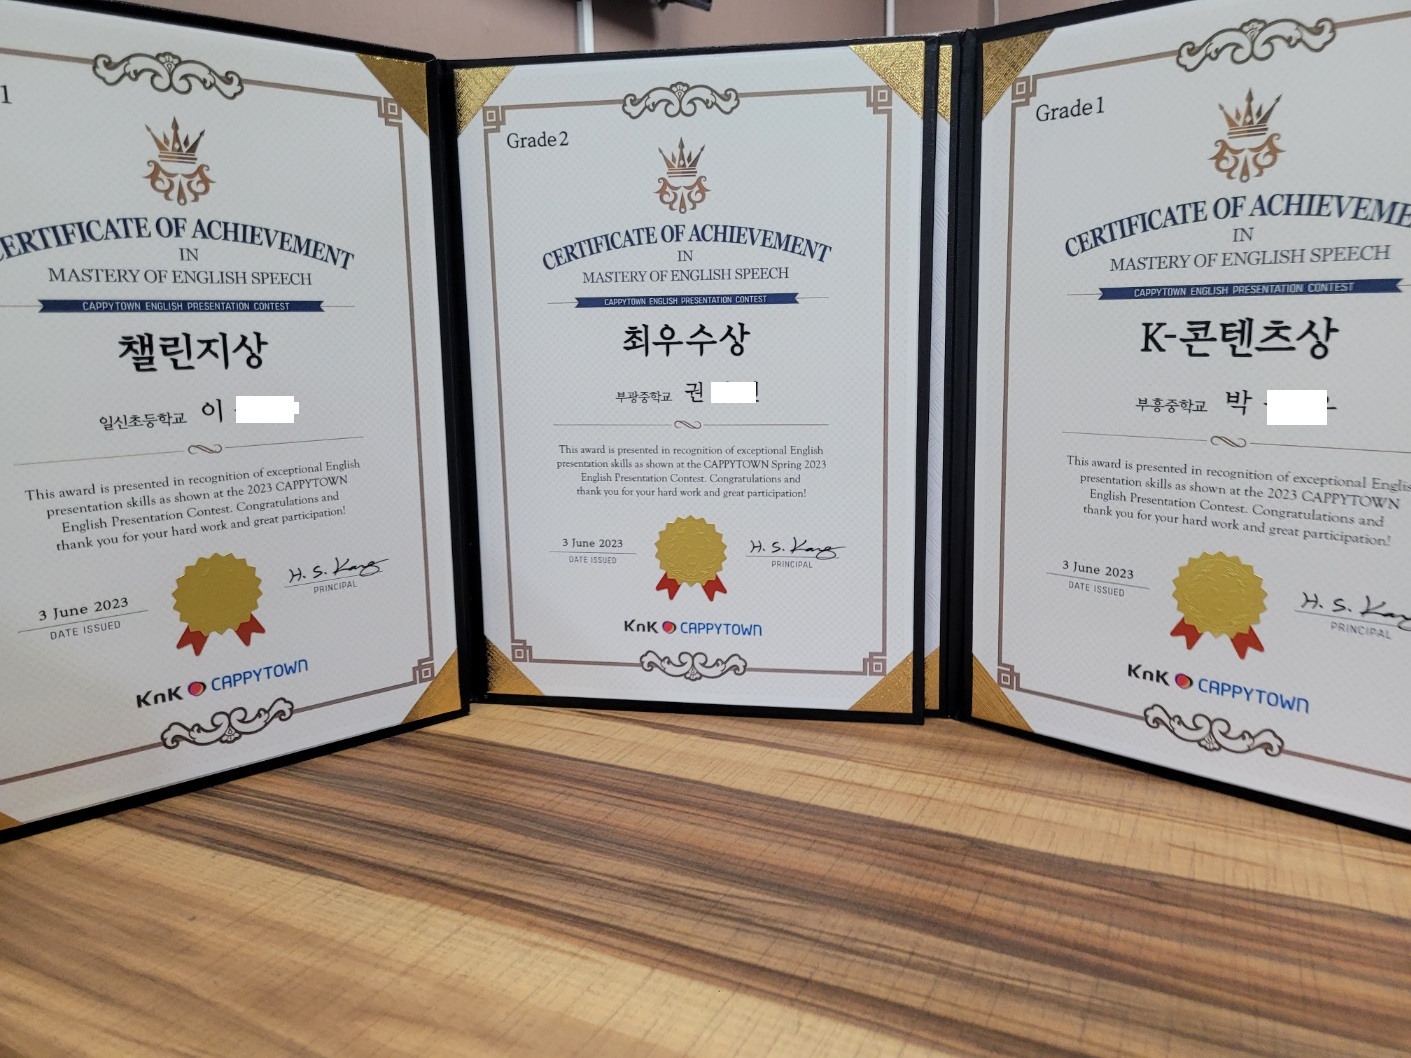 1
CERTIFICATE OF ACHIEVEMENT
IN
MASTERY OF ENGLISH SPEECH
CAPPYTOWN ENGLISH PRESENTATION CONTEST
챌린지상
일신초등학교 이
This award is presented in recognition of exceptional English
presentation skills as shown at the 2023 CAPPYTOWN
English Presentation Contest. Congratulations and
thank you for your hard work and great participation!
3 June 2023
DATE ISSUED
H. S. Kang
PRINCIPAL
KnK CAPPYTOWN
Grade 2
CERTIFICATE OF ACHIEVEMENT
IN
MASTERY OF ENGLISH SPEECH
CAPPYTOWN ENGLISH PRESENTATION CONTEST
최우수상
부광중학교 권
This award is presented in recognition of exceptional English
presentation skills as shown at the CAPPYTOWN Spring 2023
English Presentation Contest. Congratulations and
thank you for your hard work and great participation!
3 June 2023
DATE ISSUED
H. S. Kang
PRINCIPAL
KnK CAPPYTOWN
Grade 1
CERTIFICATE OF ACHIEVEME
IN
MASTERY OF ENGLISH SPEECH
CAPPYTOWN ENGLISH PRESENTATION CONTEST
K-콘텐츠상
부흥중학교 박
This award is presented in recognition of exceptional Englis
presentation skills as shown at the 2023 CAPPYTOWN
English Presentation Contest. Congratulations and
thank you for your hard work and great participation!
3 June 2023
DATE ISSUED
H. S. Kang
PRINCIPAL
KnK CAPPYTOWN